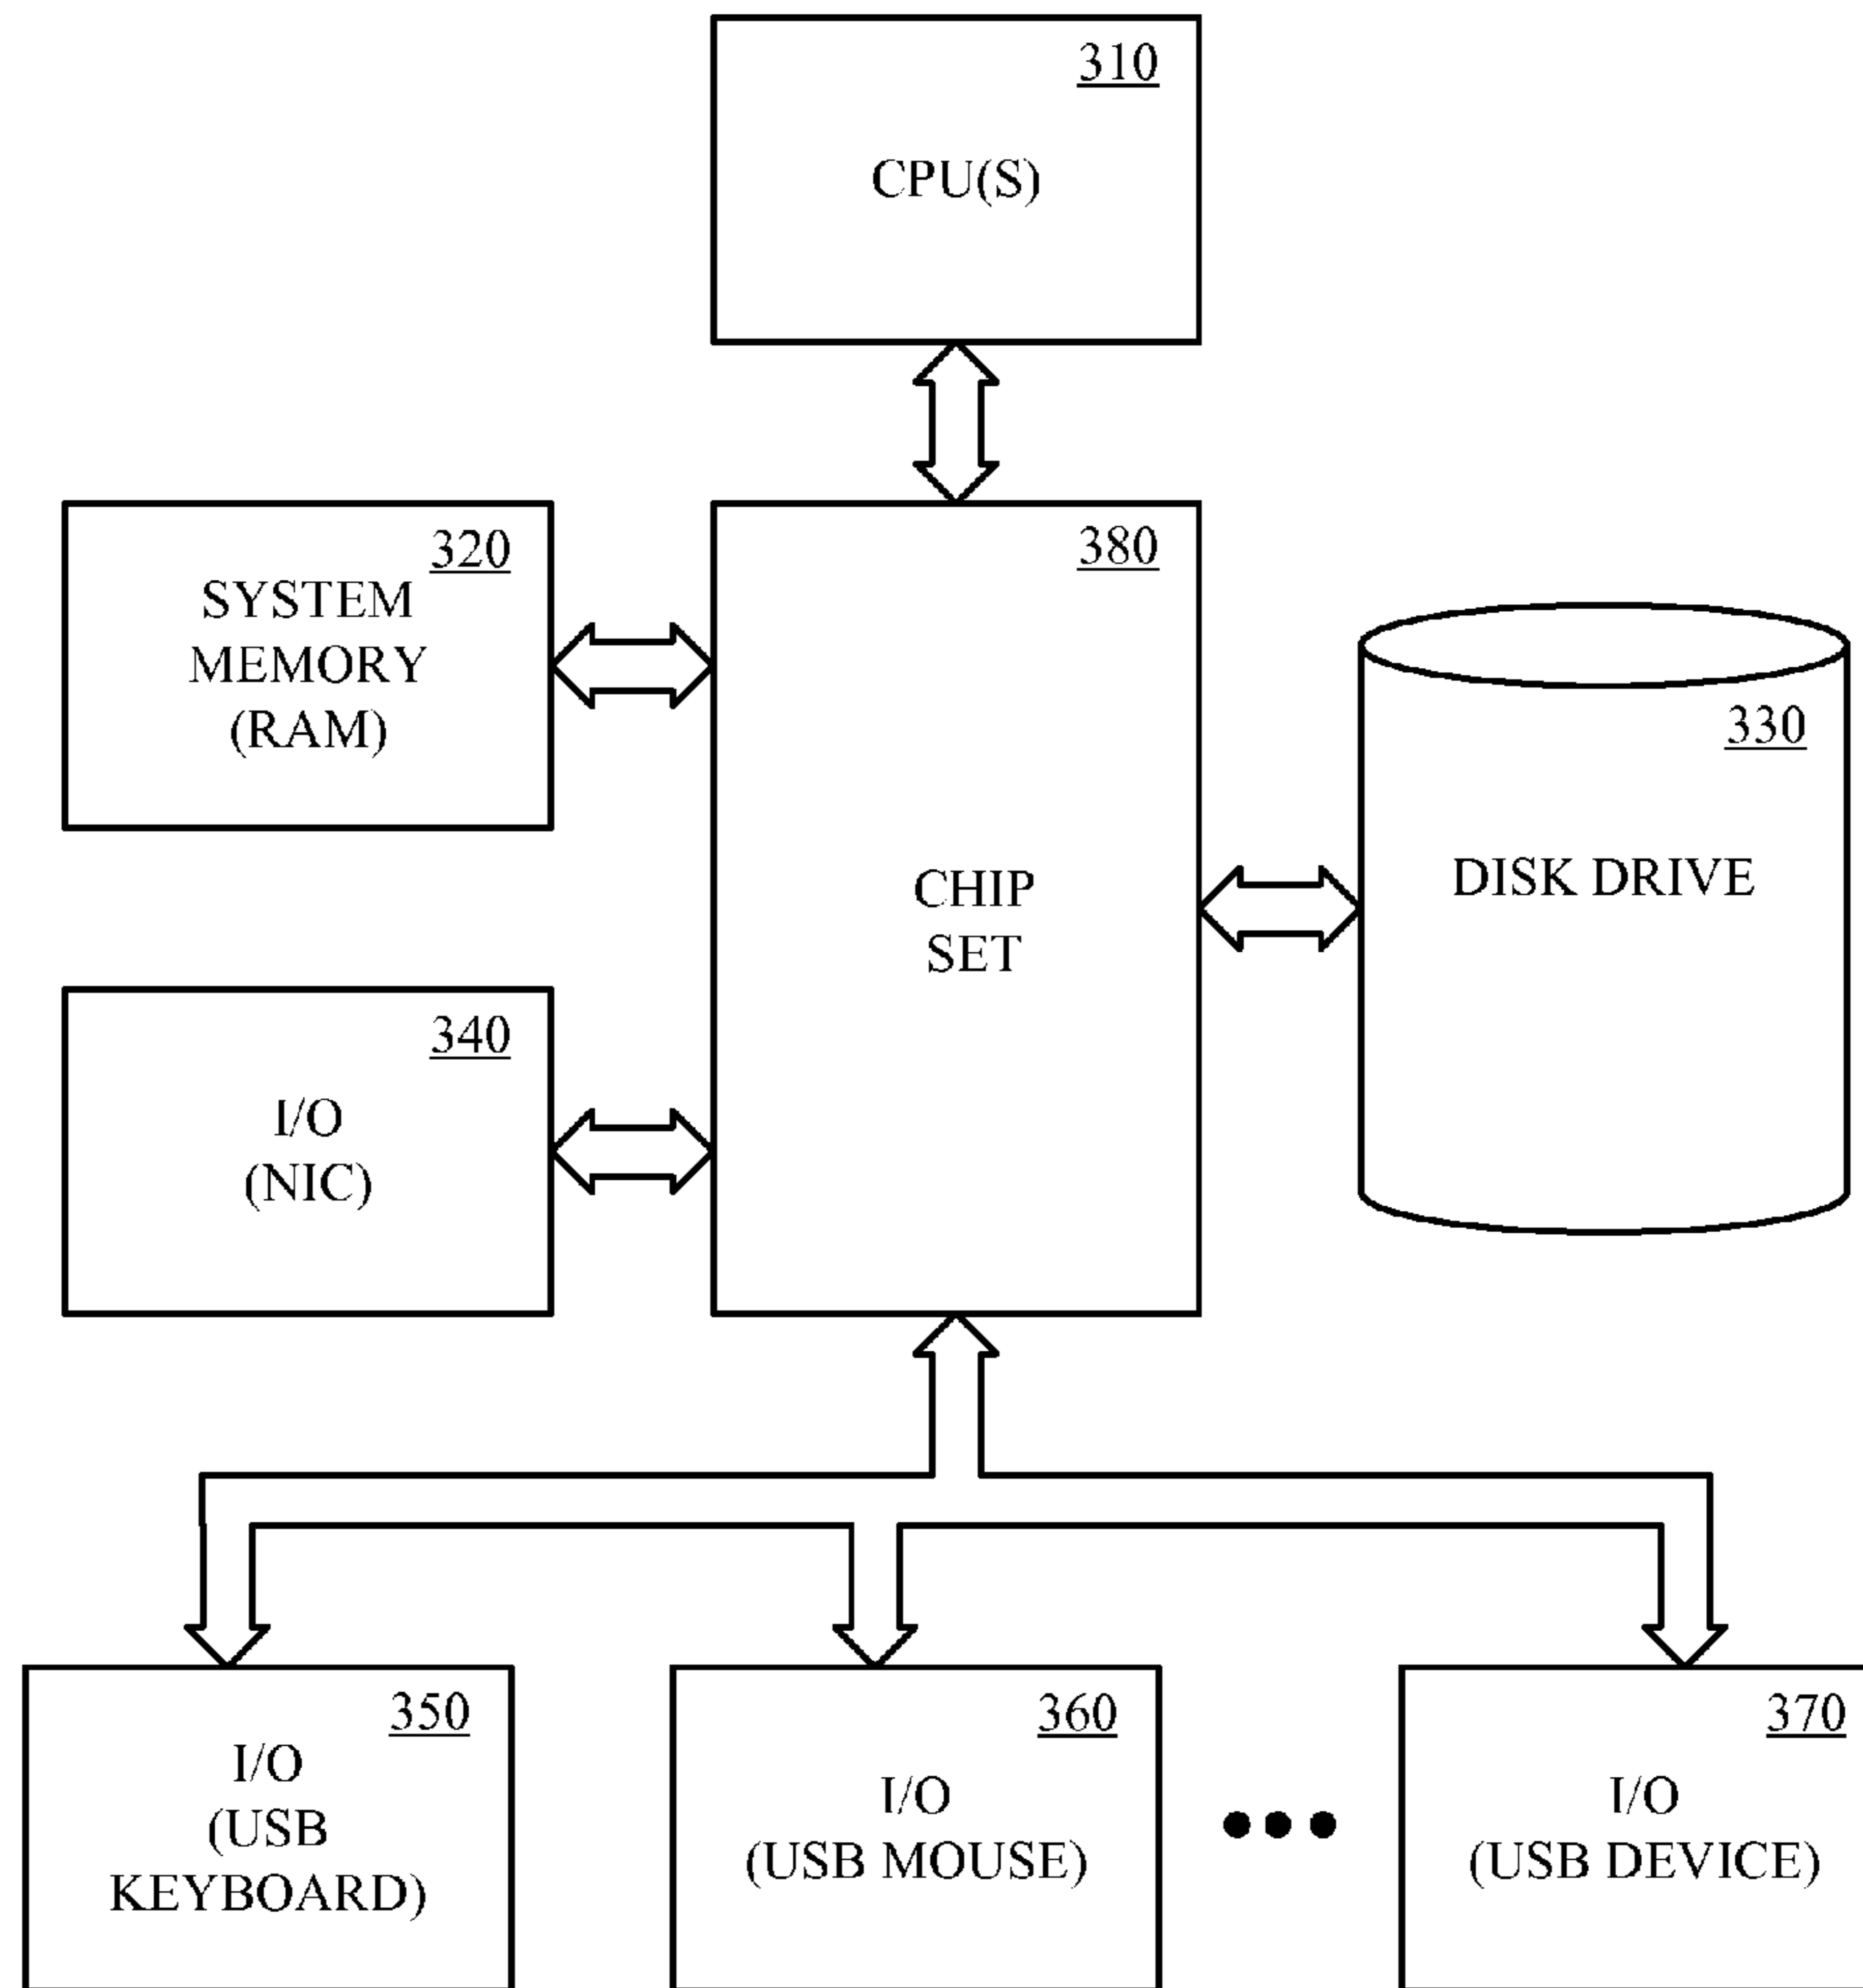 310
CPU(S)
320
SYSTEM
MEMORY
(RAM)
380
CHIP
SET
330
DISK DRIVE
340
I/O
(NIC)
350
I/O
(USB
KEYBOARD)
360
I/O
(USB MOUSE)
370
I/O
(USB DEVICE)